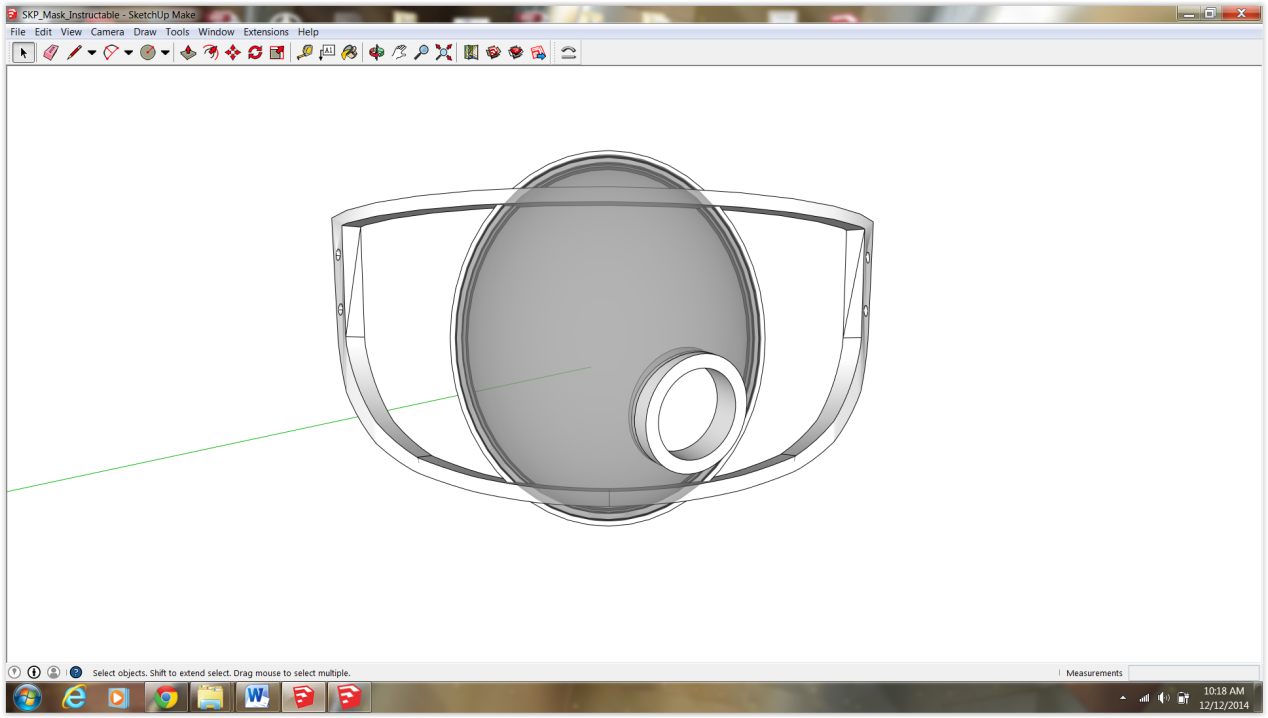 SKP_Mask_Instructable - SketchUp Make
File Edit View Camera Draw Tools Window Extensions Help
A1
Select objects. Shift to extend select. Drag mouse to select multiple.
Measurements
10:18 AM
12/12/2014